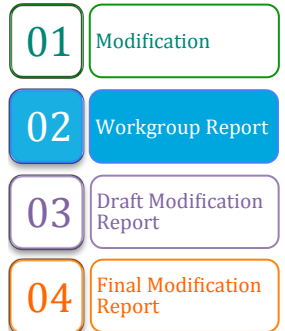 01
Modification
02
Workgroup Report
03
Draft Modification
Report
04
Final Modification
Report